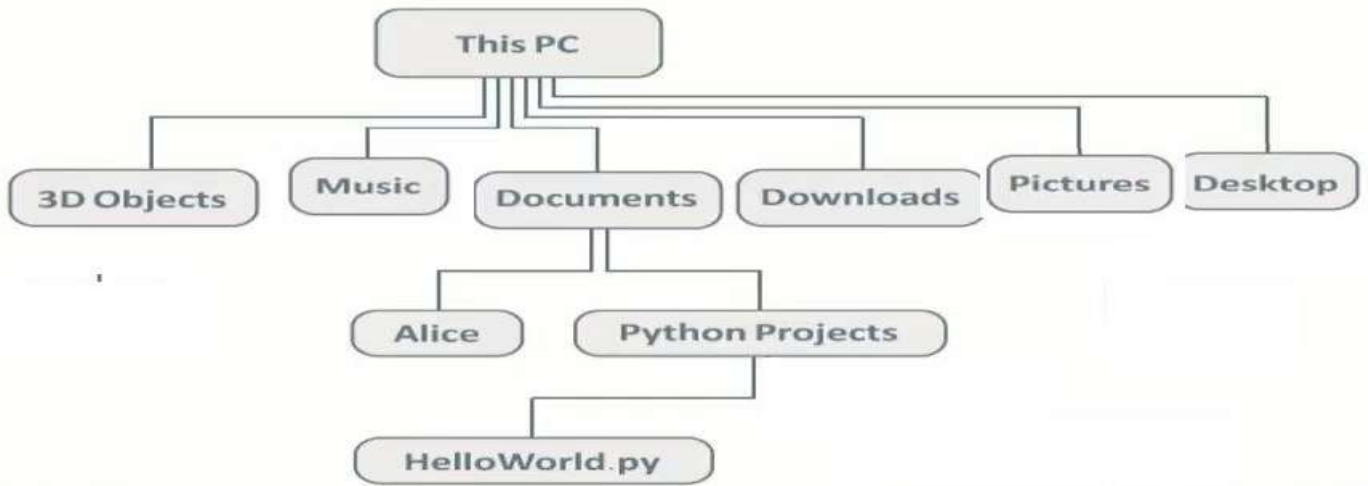 This PC
3D Objects
Music
Documents
Downloads
Pictures
Desktop
Alice
Python Projects
HelloWorld.py